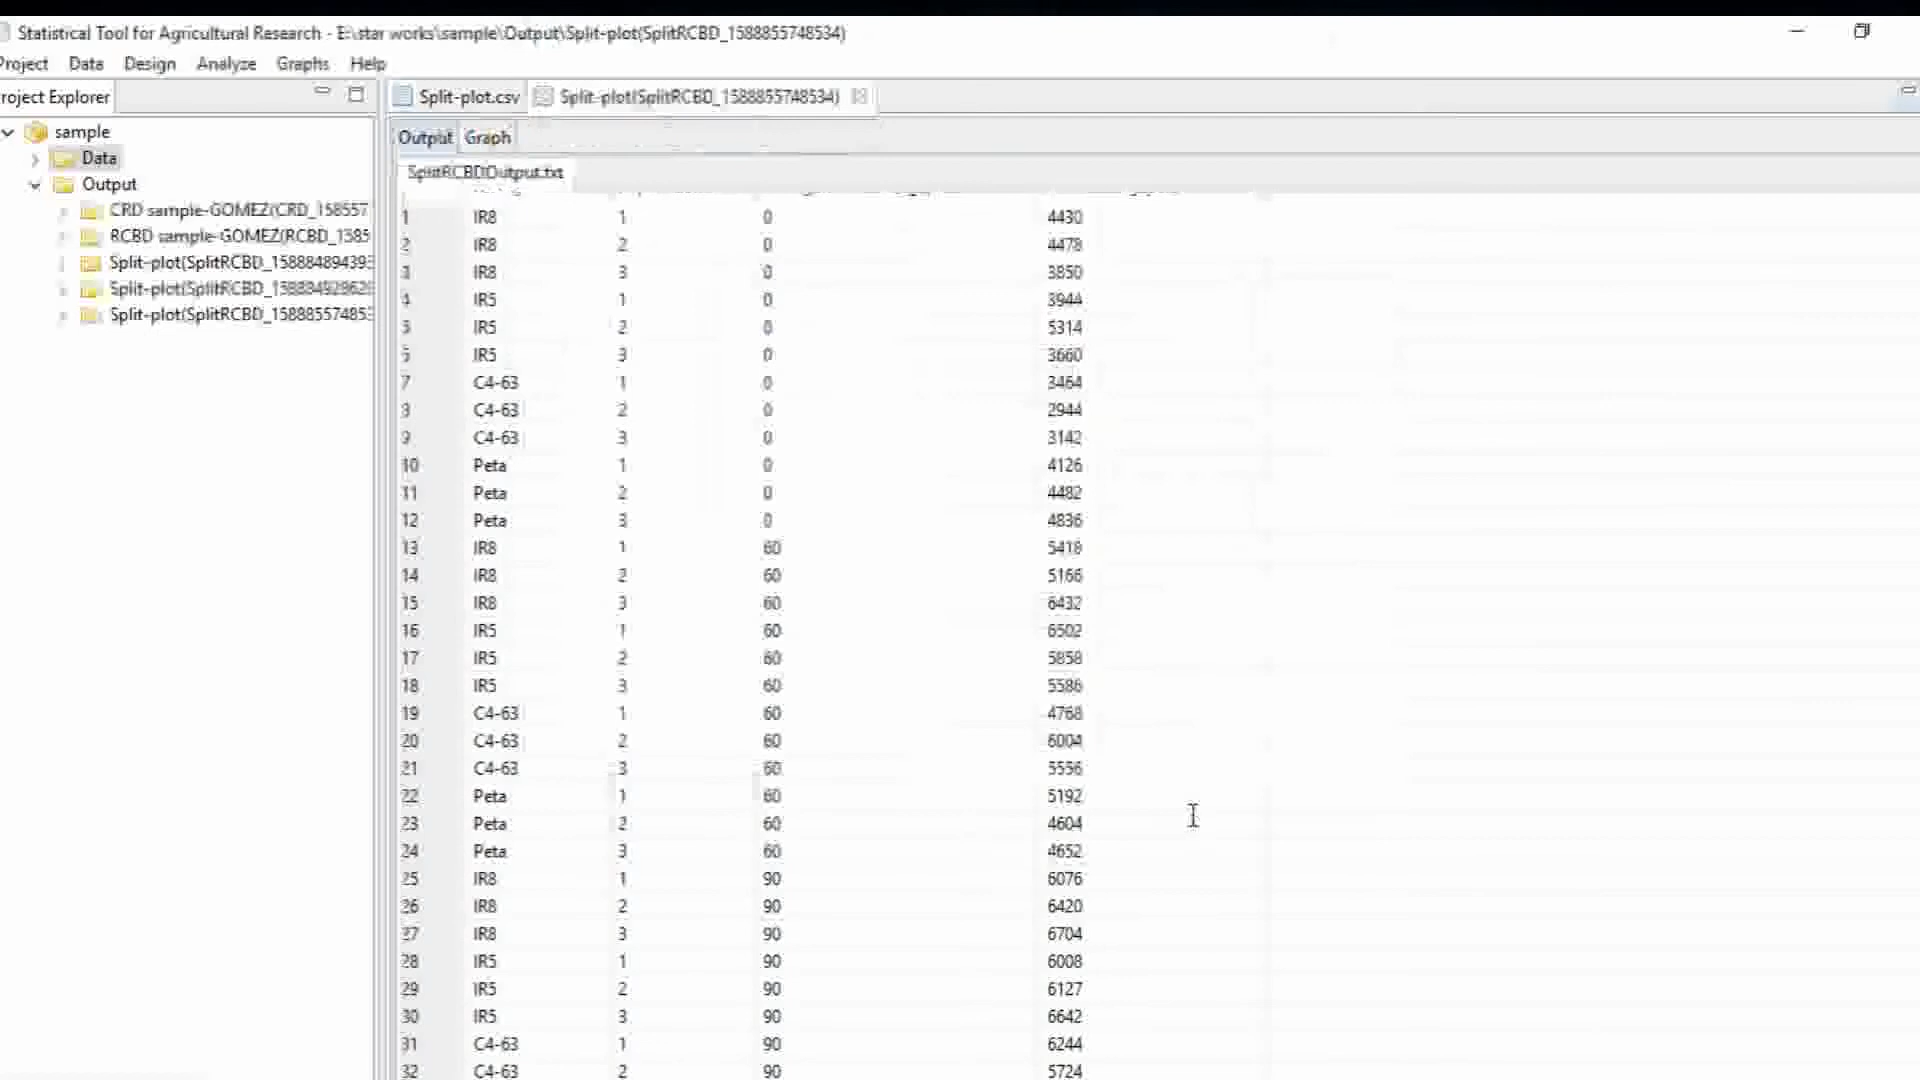 Statistical Tool for Agricultural Research - E:\star works\sample\Output\Split-plot(SplitRCBD_1588855748534)
Project Data Design Analyze Graphs Help
roject Explorer
Split-plot.csv
Split-plot(SplitRCBD_1588855748534)
sample
Data
Output
CRD sample-GOMEZ(CRD_158557
RCBD sample-GOMEZ(RCBD_1585
Split-plot(SplitRCBD_15888489439
Split-plot(SplitRCBD_1588849286
Split-plot(SplitRCBD_1588855748 5
Output Graph
SplitRCBDOutput.txt
1 IR8 1 0 4430
2 IR8 2 0 4478
3 IR8 3 0 3850
4 IR5 1 0 3944
5 IR5 2 0 5314
6 IR5 3 0 3660
7 C4-63 1 0 3464
8 C4-63 2 0 2944
9 C4-63 3 0 3142
10 Peta 1 0 4126
11 Peta 2 0 4482
12 Peta 3 0 4836
13 IR8 1 60 5418
14 IR8 2 60 5166
15 IR8 3 60 6432
16 IR5 1 60 6502
17 IR5 2 60 5858
18 IR5 3 60 5586
19 C4-63 1 60 4768
20 C4-63 2 60 6004
21 C4-63 3 60 5556
22 Peta 1 60 5192
23 Peta 2 60 4604
24 Peta 3 60 4652
25 IR8 1 90 6076
26 IR8 2 90 6420
27 IR8 3 90 6704
28 IR5 1 90 6008
29 IR5 2 90 6127
30 IR5 3 90 6642
31 C4-63 1 90 6244
32 C4-63 2 90 5724